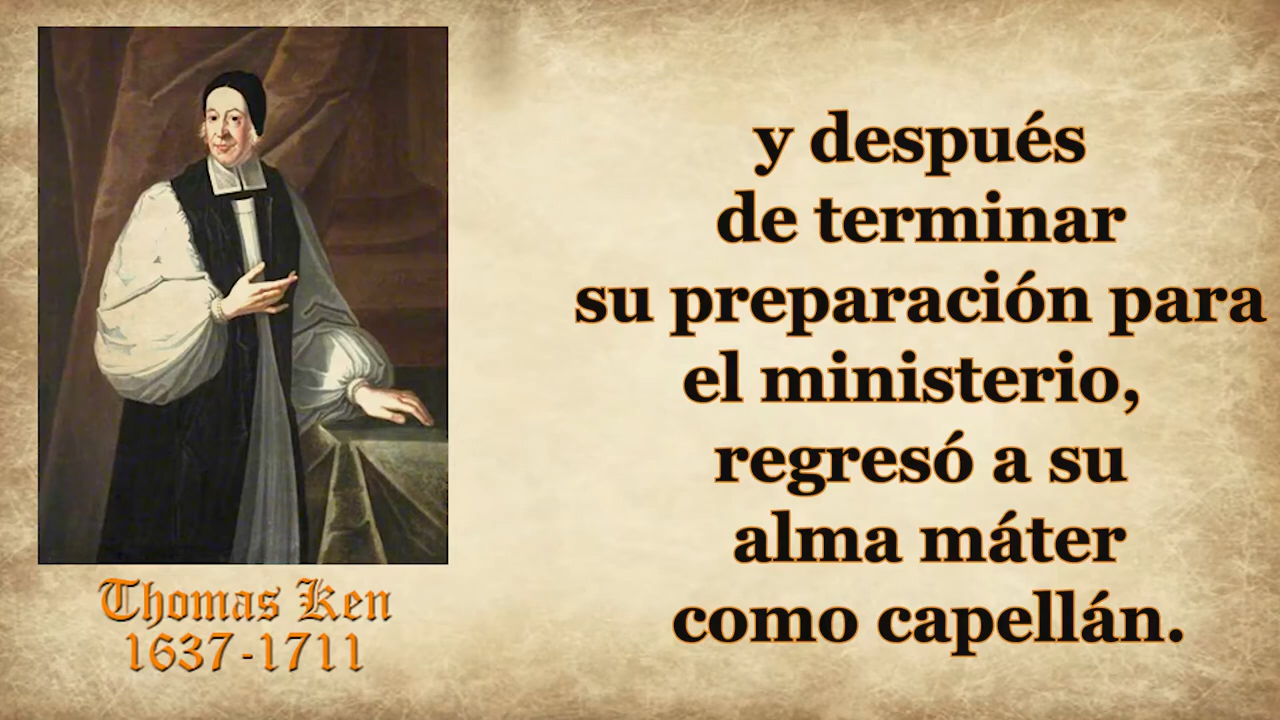 y después
de terminar
su preparación para
el ministerio,
regresó a su
alma máter
como capellán.
Thomas Ken
1637-1711